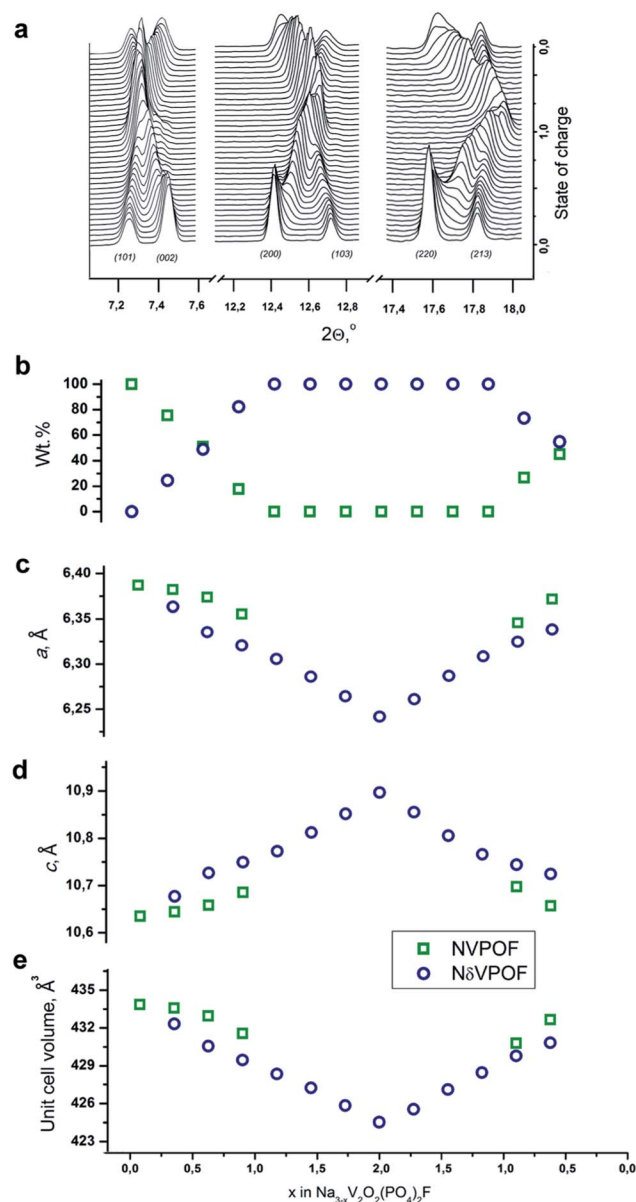 a
0,0
1,0
0,0
State of charge
(101) (002) (200) (103) (220) (213)
7,2 7,4 7,6 12,2 12,4 12,6 12,8 17,4 17,6 17,8 18,0
2Θ,°
b
100
80
60
40
20
0
Wt.%
c
6,40
6,35
6,30
6,25
a, Å
d
10,9
10,8
10,7
10,6
c, Å
NVPOF
NδVPOF
e
435
432
429
426
423
Unit cell volume, Å³
0,0 0,5 1,0 1,5 2,0 1,5 1,0 0,5 0,0
x in Na₃₋ₓV₂O₂(PO₄)₂F